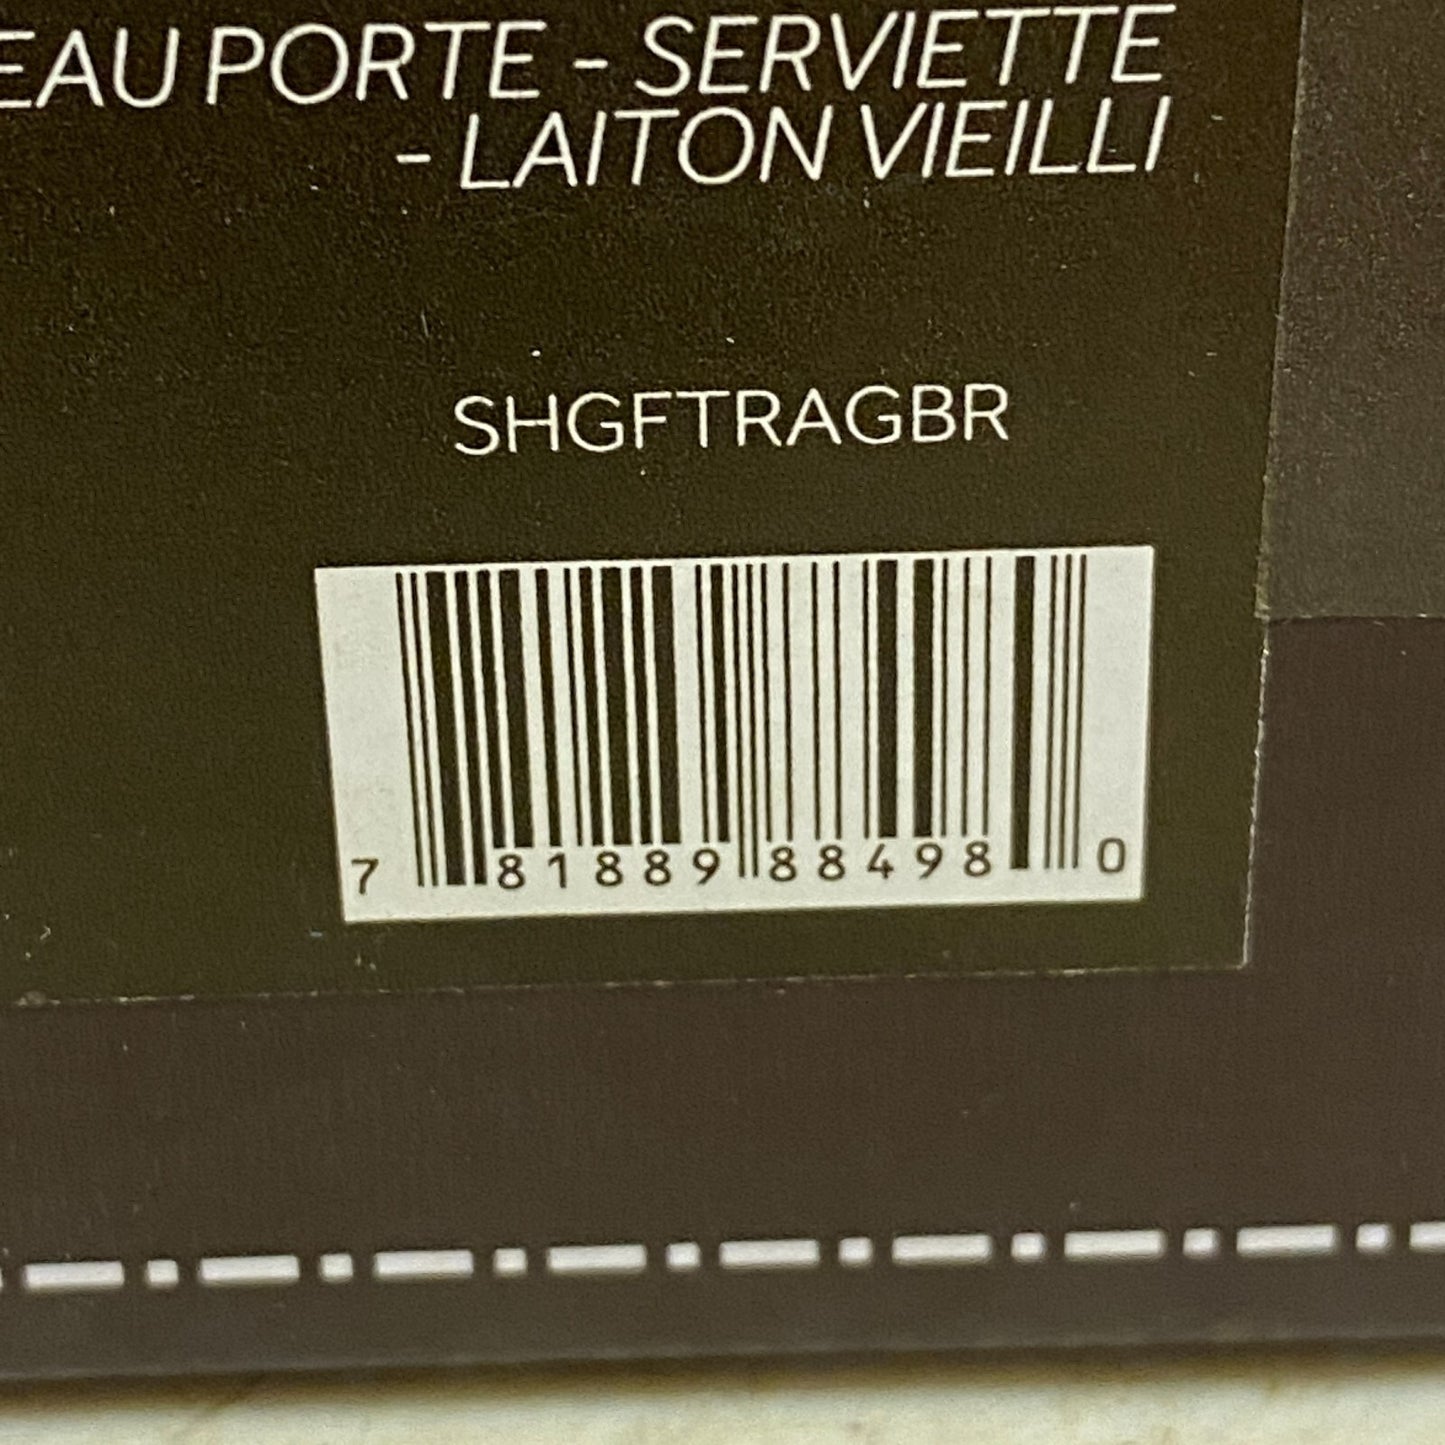 EAU PORTE - SERVIETTE
- LAITON VIEILLI
SHGFTRAGBR
7 81889 88498 0